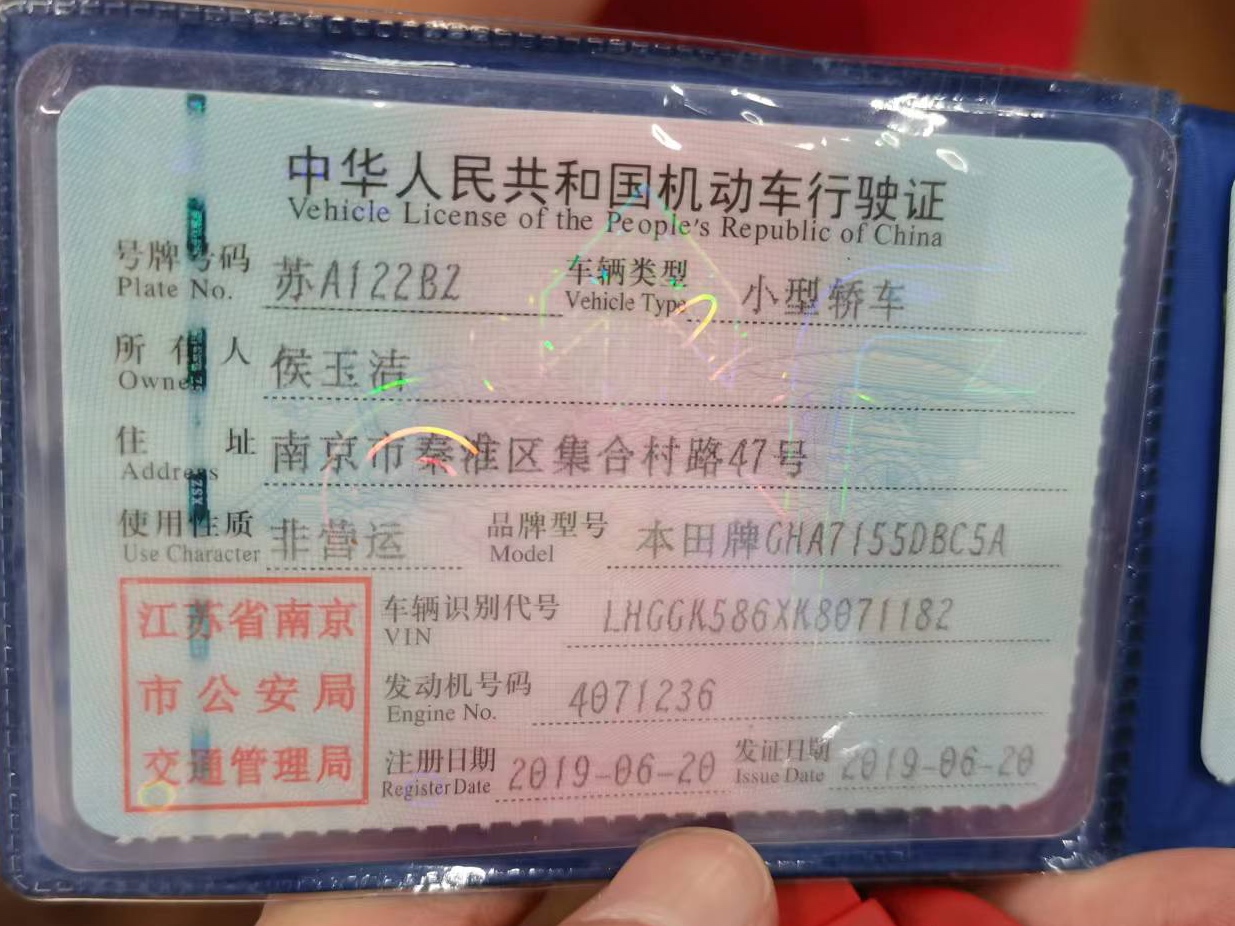 中华人民共和国机动车行驶证
Vehicle License of the People's Republic of China
号牌号码 苏A122B2 车辆类型 小型轿车
Plate No. Vehicle Type
所有人 侯玉洁
Owner
住址 南京市秦淮区集合村路47号
Address
使用性质 非营运 品牌型号 本田牌GHA7155DBC5A
Use Character Model
江苏省南京
市公安局
交通管理局
车辆识别代号 LHGGK586XK8071182
VIN
发动机号码 4071236
Engine No.
注册日期 2019-06-20 发证日期 2019-06-20
Register Date Issue Date
XSZ